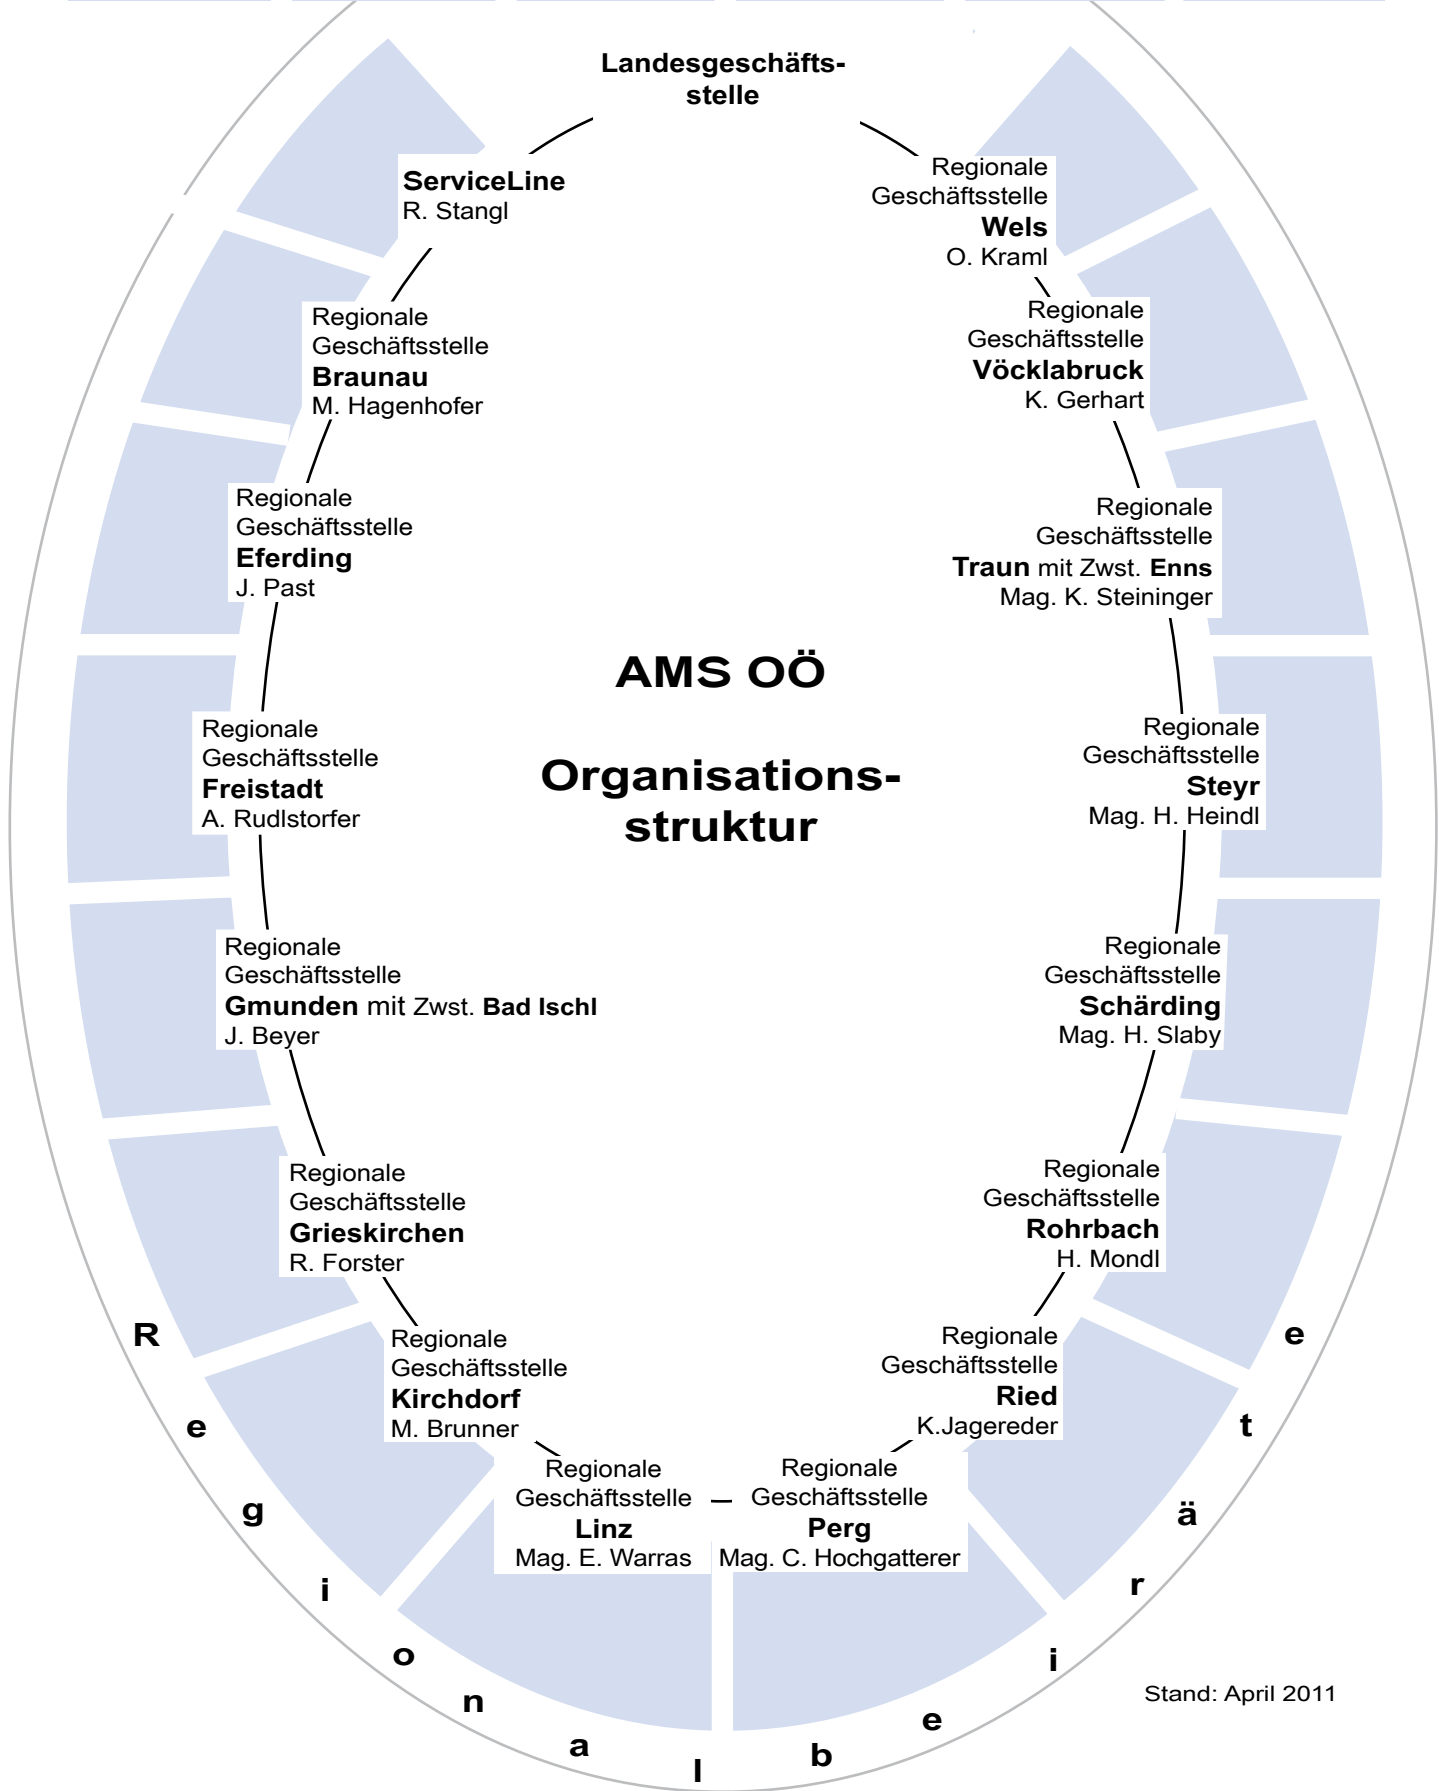 Landesgeschäfts-
stelle
ServiceLine
R. Stangl
Regionale
Geschäftsstelle
Wels
O. Kraml
Regionale
Geschäftsstelle
Braunau
M. Hagenhofer
Regionale
Geschäftsstelle
Vöcklabruck
K. Gerhart
Regionale
Geschäftsstelle
Eferding
J. Past
Regionale
Geschäftsstelle
Traun mit Zwst. Enns
Mag. K. Steininger
AMS OÖ
Organisations-
struktur
Regionale
Geschäftsstelle
Freistadt
A. Rudlstorfer
Regionale
Geschäftsstelle
Steyr
Mag. H. Heindl
Regionale
Geschäftsstelle
Gmunden mit Zwst. Bad Ischl
J. Beyer
Regionale
Geschäftsstelle
Schärding
Mag. H. Slaby
Regionale
Geschäftsstelle
Grieskirchen
R. Forster
Regionale
Geschäftsstelle
Rohrbach
H. Mondl
Regionale
Geschäftsstelle
Kirchdorf
M. Brunner
Regionale
Geschäftsstelle
Ried
K.Jagereder
Regionale
Geschäftsstelle
Linz
Mag. E. Warras
Regionale
Geschäftsstelle
Perg
Mag. C. Hochgatterer
Regionalbeiräte
Stand: April 2011